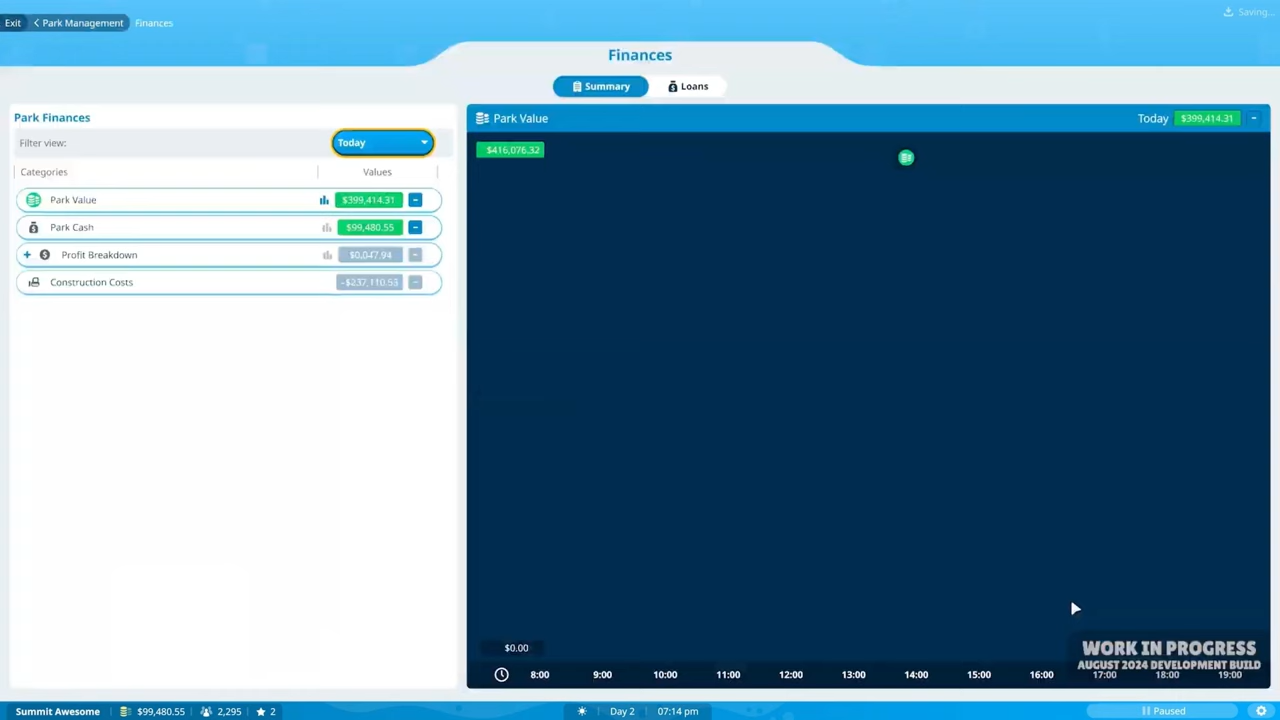 Exit
Park Management
Finances
Saving...
Finances
Summary
Loans
Park Finances
Filter view:
Today
Categories
Values
Park Value
$399,414.31
Park Cash
$99,480.55
Profit Breakdown
Construction Costs
-$237,110.53
Park Value
Today
$399,414.31
$416,076.32
$0.00
8:00 9:00 10:00 11:00 12:00 13:00 14:00 15:00 16:00 17:00 18:00 19:00
WORK IN PROGRESS
AUGUST 2024 DEVELOPMENT BUILD
Summit Awesome
$99,480.55
2,295
2
Day 2
07:14 pm
Paused